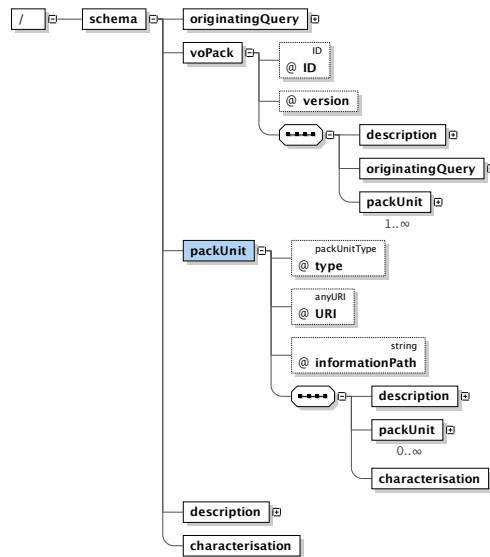 /
schema
originatingQuery
voPack
ID
@ ID
@ version
description
originatingQuery
packUnit
1..∞
packUnit
packUnitType
@ type
anyURI
@ URI
string
@ informationPath
description
packUnit
0..∞
characterisation
description
characterisation